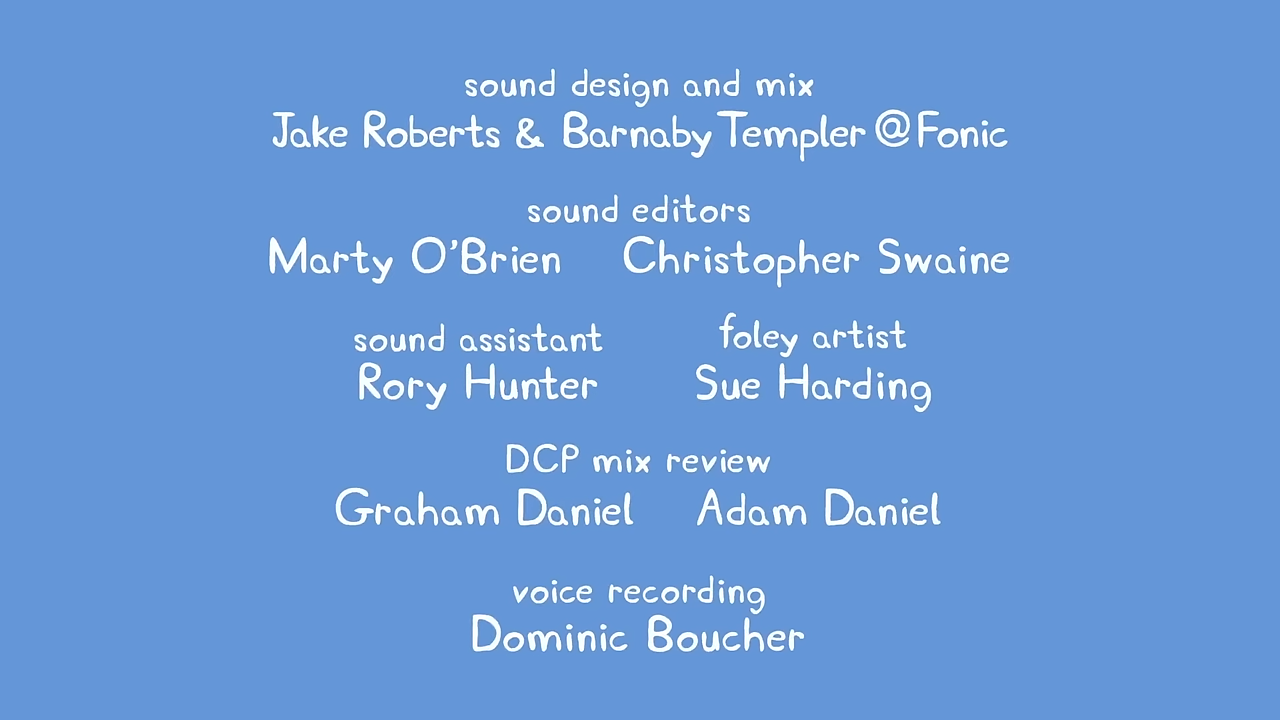 sound design and mix
Jake Roberts & Barnaby Templer @ Fonic
sound editors
Marty O'Brien Christopher Swaine
sound assistant foley artist
Rory Hunter Sue Harding
DCP mix review
Graham Daniel Adam Daniel
voice recording
Dominic Boucher